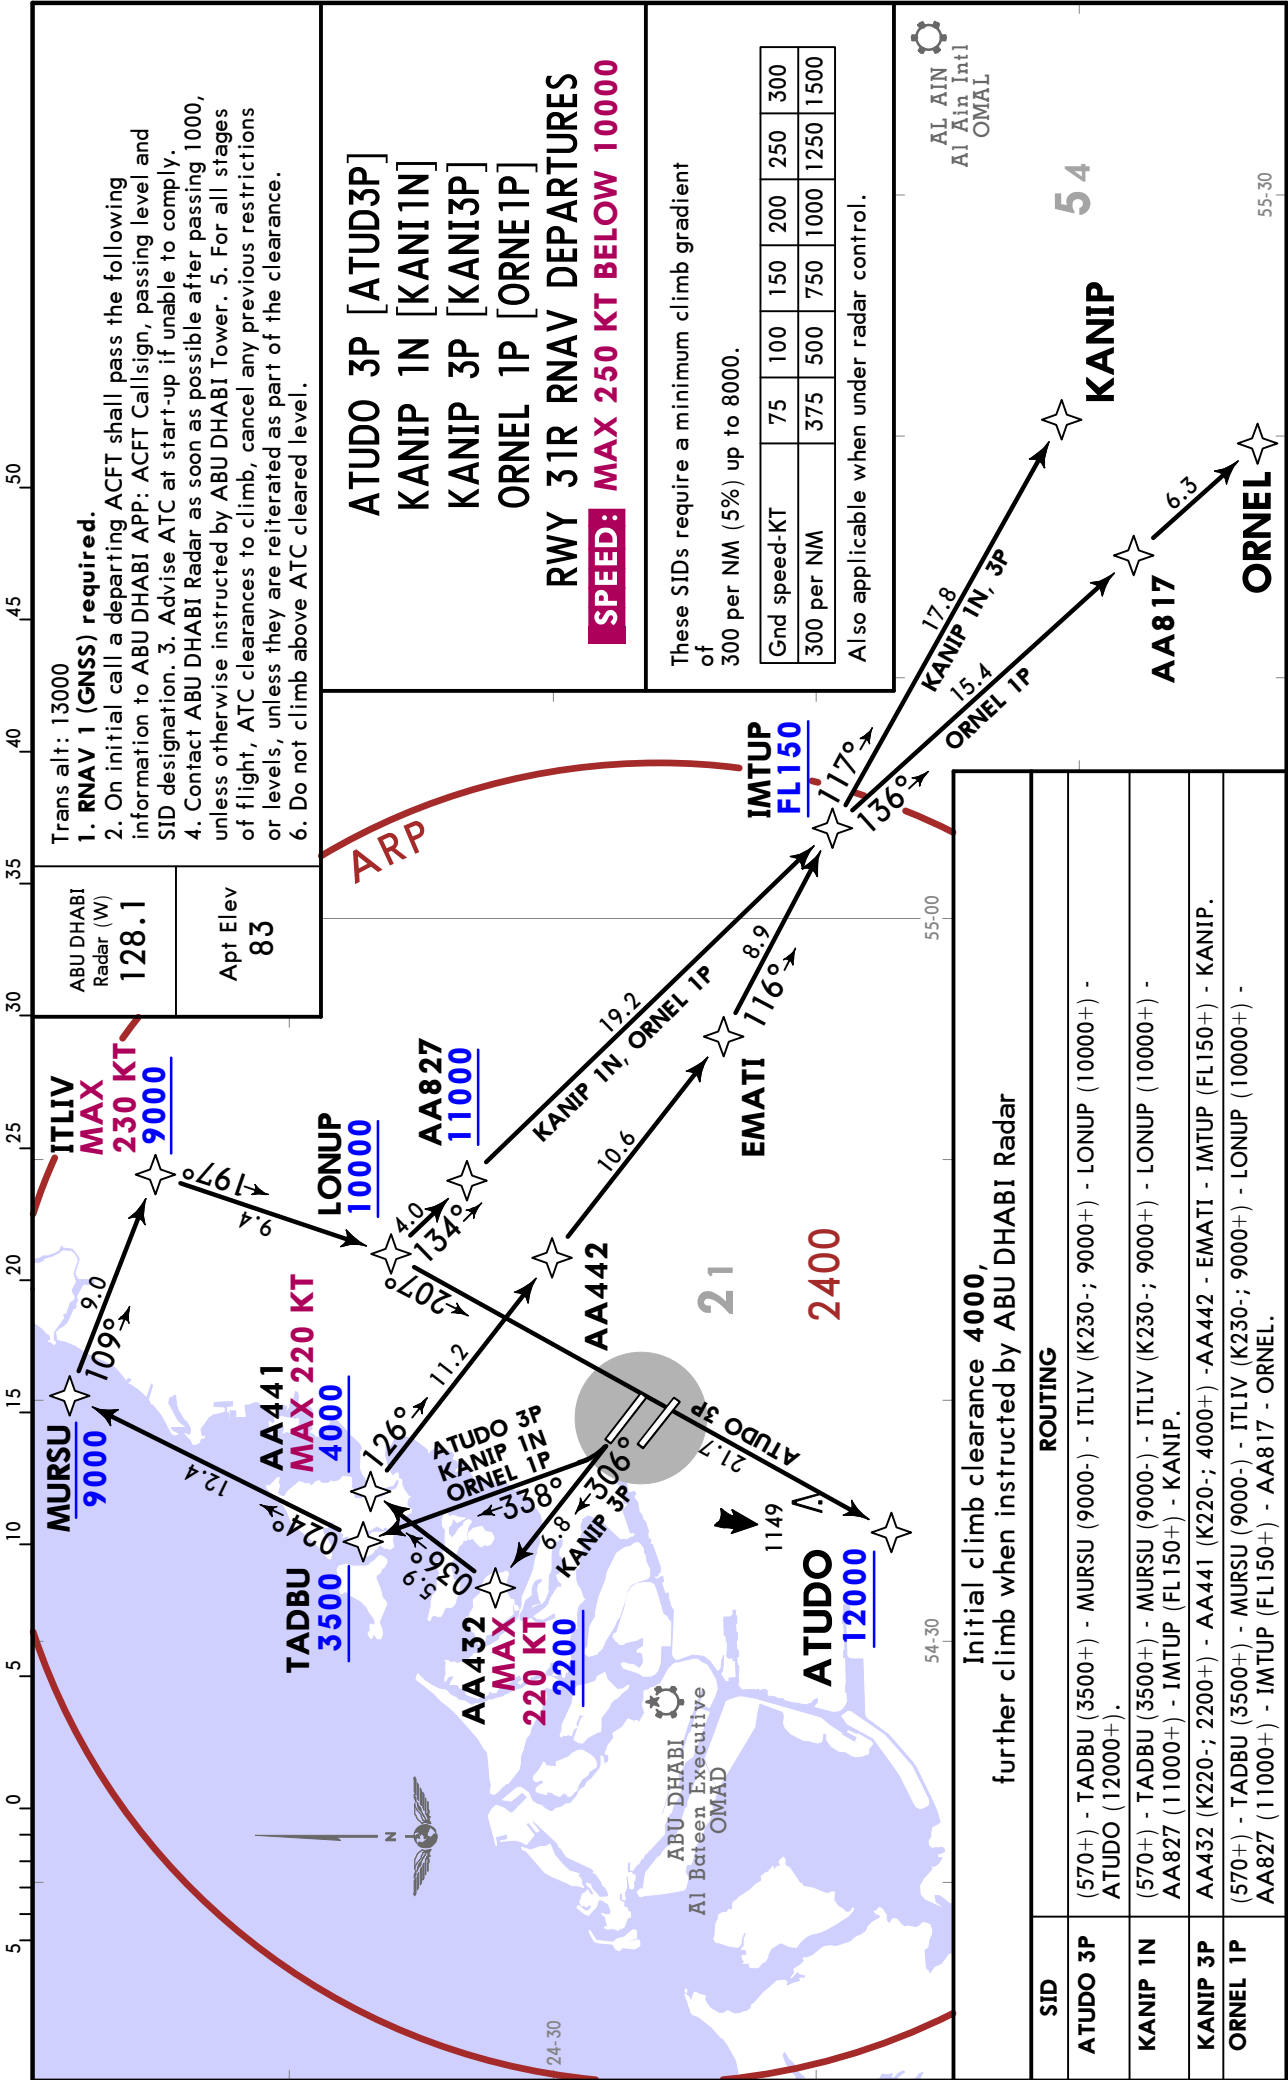 ABU DHABI
Radar (W)
128.1
Apt Elev
83
Trans alt: 13000
1. RNAV 1 (GNSS) required.
2. On initial call a departing ACFT shall pass the following
information to ABU DHABI APP: ACFT Callsign, passing level and
SID designation. 3. Advise ATC at start-up if unable to comply.
4. Contact ABU DHABI Radar as soon as possible after passing 1000,
unless otherwise instructed by ABU DHABI Tower. 5. For all stages
of flight, ATC clearances to climb, cancel any previous restrictions
or levels, unless they are reiterated as part of the clearance.
6. Do not climb above ATC cleared level.
ATUDO 3P [ATUD3P]
KANIP 1N [KANI1N]
KANIP 3P [KANI3P]
ORNEL 1P [ORNE1P]
RWY 31R RNAV DEPARTURES
SPEED: MAX 250 KT BELOW 10000
These SIDs require a minimum climb gradient
of
300 per NM (5%) up to 8000.
Gnd speed-KT 75 100 150 200 250 300
300 per NM 375 500 750 1000 1250 1500
Also applicable when under radar control.
5 0 5 10 15 20 25 30 35 40 45 50
MURSU
9000
109°
9.0
ITLIV
MAX
230 KT
9000
197°
9.4
LONUP
10000
4.0
134°
207°
AA827
11000
19.2
KANIP 1N, ORNEL 1P
ARP
TADBU
3500
024°
12.4
AA441
MAX 220 KT
4000
126°
11.2
AA442
10.6
EMATI
116°
8.9
IMTUP
FL150
117°
17.8
KANIP 1N, 3P
KANIP
136°
15.4
ORNEL 1P
AA817
6.3
ORNEL
AA432
MAX
220 KT
2200
036°
5.9
306°
6.8
KANIP 3P
338°
ATUDO 3P
KANIP 1N
ORNEL 1P
ATUDO 3P
21.7
ATUDO
12000
1149
21
2400
54
AL AIN
Al Ain Intl
OMAL
ABU DHABI
Al Bateen Executive
OMAD
N
24-30
54-30
55-00
55-30
Initial climb clearance 4000,
further climb when instructed by ABU DHABI Radar
SID ROUTING
ATUDO 3P (570+) - TADBU (3500+) - MURSU (9000-) - ITLIV (K230-; 9000+) - LONUP (10000+) -
ATUDO (12000+).
KANIP 1N (570+) - TADBU (3500+) - MURSU (9000-) - ITLIV (K230-; 9000+) - LONUP (10000+) -
AA827 (11000+) - IMTUP (FL150+) - KANIP.
KANIP 3P AA432 (K220-; 2200+) - AA441 (K220-; 4000+) -AA442 - EMATI - IMTUP (FL150+) - KANIP.
ORNEL 1P (570+) - TADBU (3500+) - MURSU (9000-) - ITLIV (K230-; 9000+) - LONUP (10000+) -
AA827 (11000+) - IMTUP (FL150+) - AA817 - ORNEL.